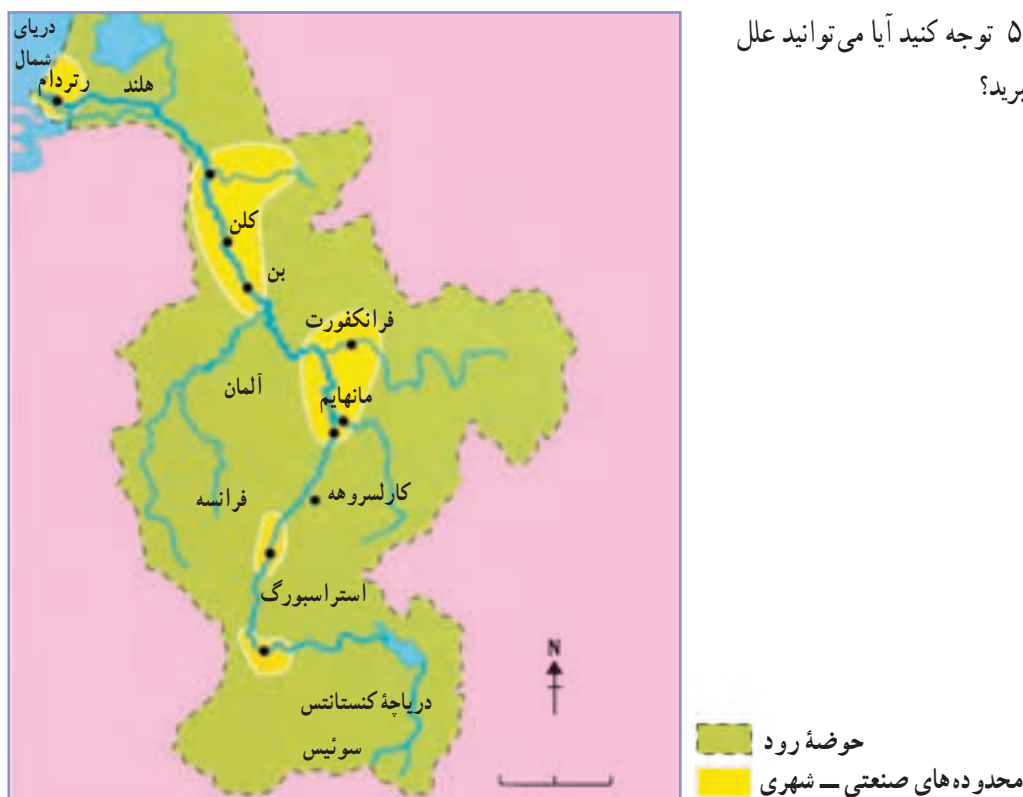 ۵ توجه کنید آیا می‌توانید علل
برید؟
دریای
شمال
رتردام
هلند
کلن
بن
فرانکفورت
آلمان
مانهایم
فرانسه
کارلسروهه
استراسبورگ
N
دریاچهٔ کنستانتس
سوئیس
حوضهٔ رود
محدوده‌های صنعتی – شهری